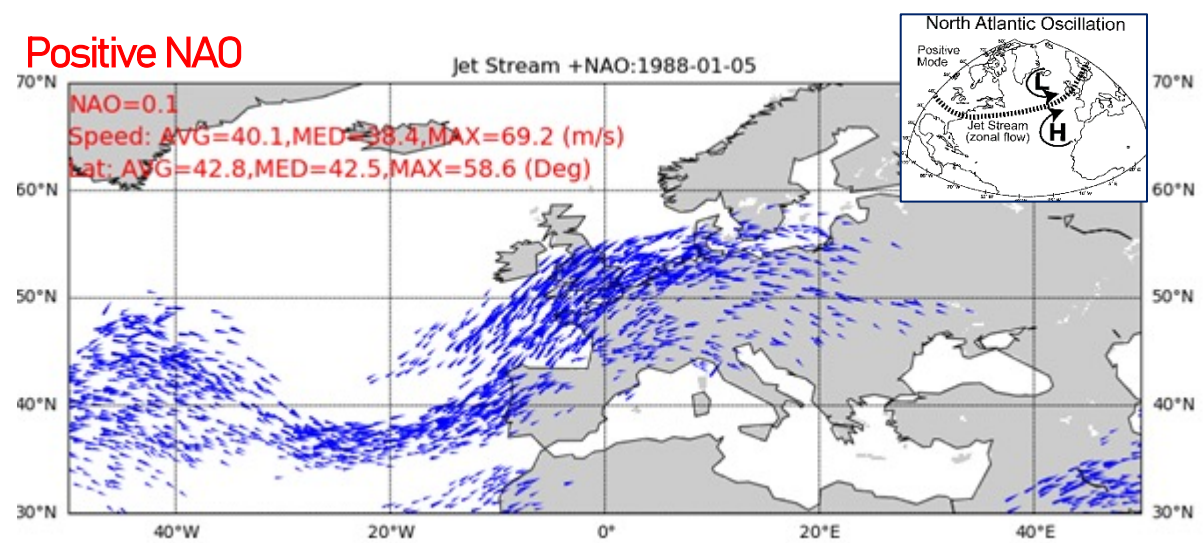 Positive NAO
Jet Stream +NAO:1988-01-05
70°N
70°N
NAO=0.1
Speed: AVG=40.1,MED=38.4,MAX=69.2 (m/s)
Lat: AVG=42.8,MED=42.5,MAX=58.6 (Deg)
60°N
60°N
50°N
50°N
40°N
40°N
30°N
30°N
40°W
20°W
0°
20°E
40°E
North Atlantic Oscillation
Positive
Mode
L
H
Jet Stream
(zonal flow)